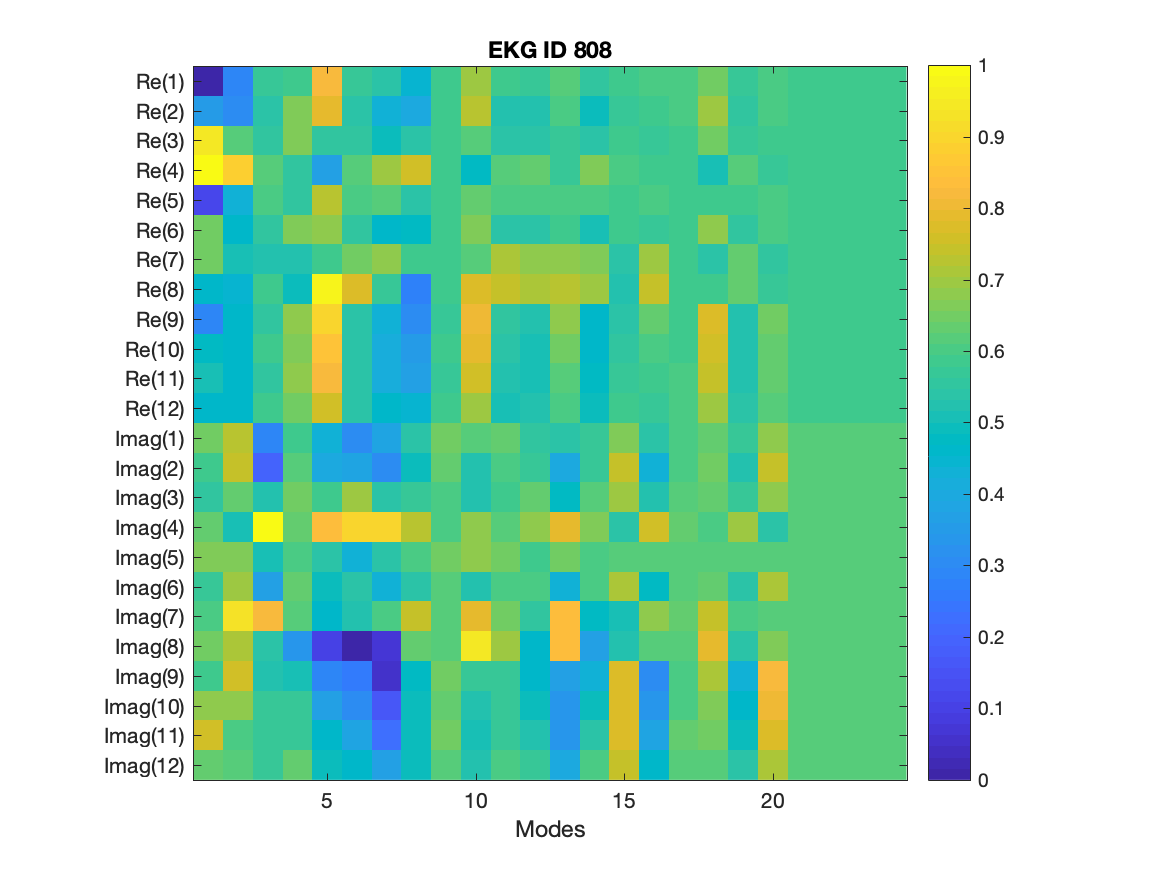 EKG ID 808
Re(1)
Re(2)
Re(3)
Re(4)
Re(5)
Re(6)
Re(7)
Re(8)
Re(9)
Re(10)
Re(11)
Re(12)
Imag(1)
Imag(2)
Imag(3)
Imag(4)
Imag(5)
Imag(6)
Imag(7)
Imag(8)
Imag(9)
Imag(10)
Imag(11)
Imag(12)
5 10 15 20
Modes
1
0.9
0.8
0.7
0.6
0.5
0.4
0.3
0.2
0.1
0